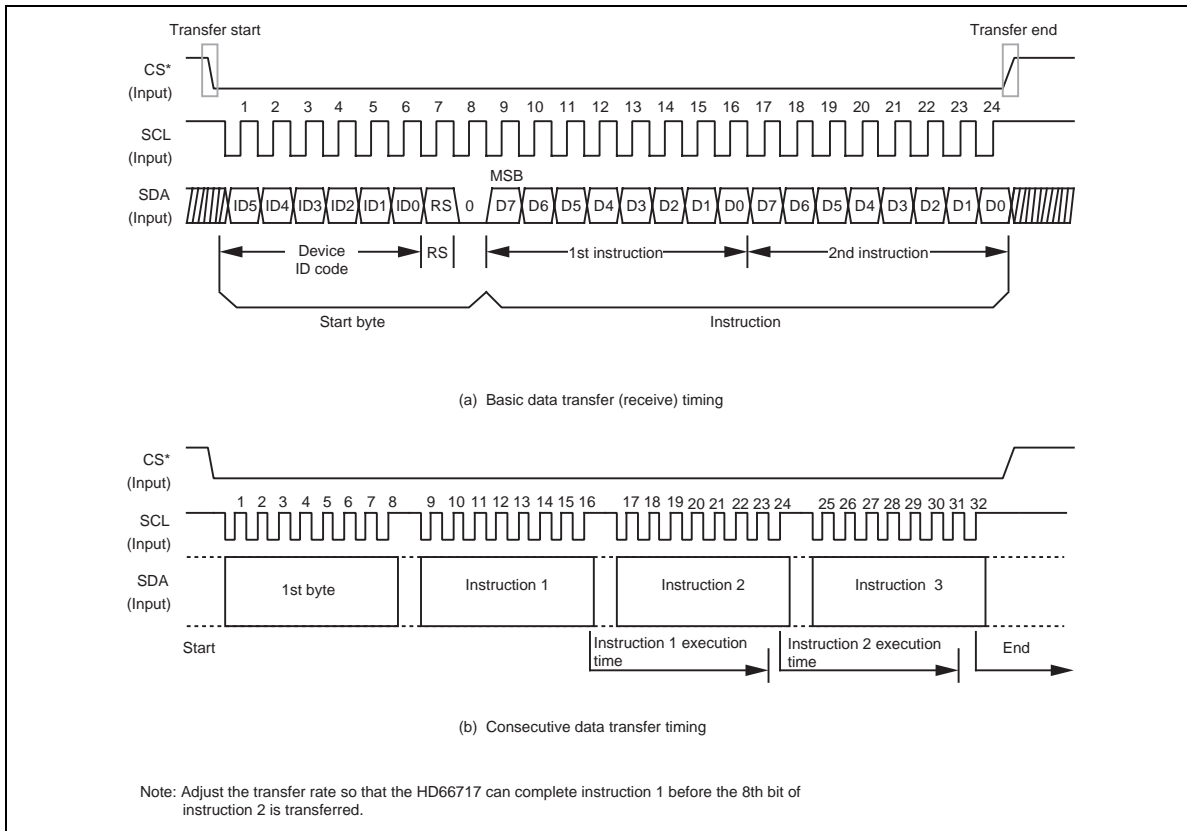 Transfer start Transfer end
CS*
(Input)
1 2 3 4 5 6 7 8 9 10 11 12 13 14 15 16 17 18 19 20 21 22 23 24
SCL
(Input)
MSB
SDA
(Input)
ID5 ID4 ID3 ID2 ID1 ID0 RS 0 D7 D6 D5 D4 D3 D2 D1 D0 D7 D6 D5 D4 D3 D2 D1 D0
Device
ID code
RS
1st instruction
2nd instruction
Start byte
Instruction
(a) Basic data transfer (receive) timing
CS*
(Input)
1 2 3 4 5 6 7 8 9 10 11 12 13 14 15 16 17 18 19 20 21 22 23 24 25 26 27 28 29 30 31 32
SCL
(Input)
SDA
(Input)
1st byte
Instruction 1
Instruction 2
Instruction 3
Start
Instruction 1 execution
time
Instruction 2 execution
time
End
(b) Consecutive data transfer timing
Note: Adjust the transfer rate so that the HD66717 can complete instruction 1 before the 8th bit of
instruction 2 is transferred.